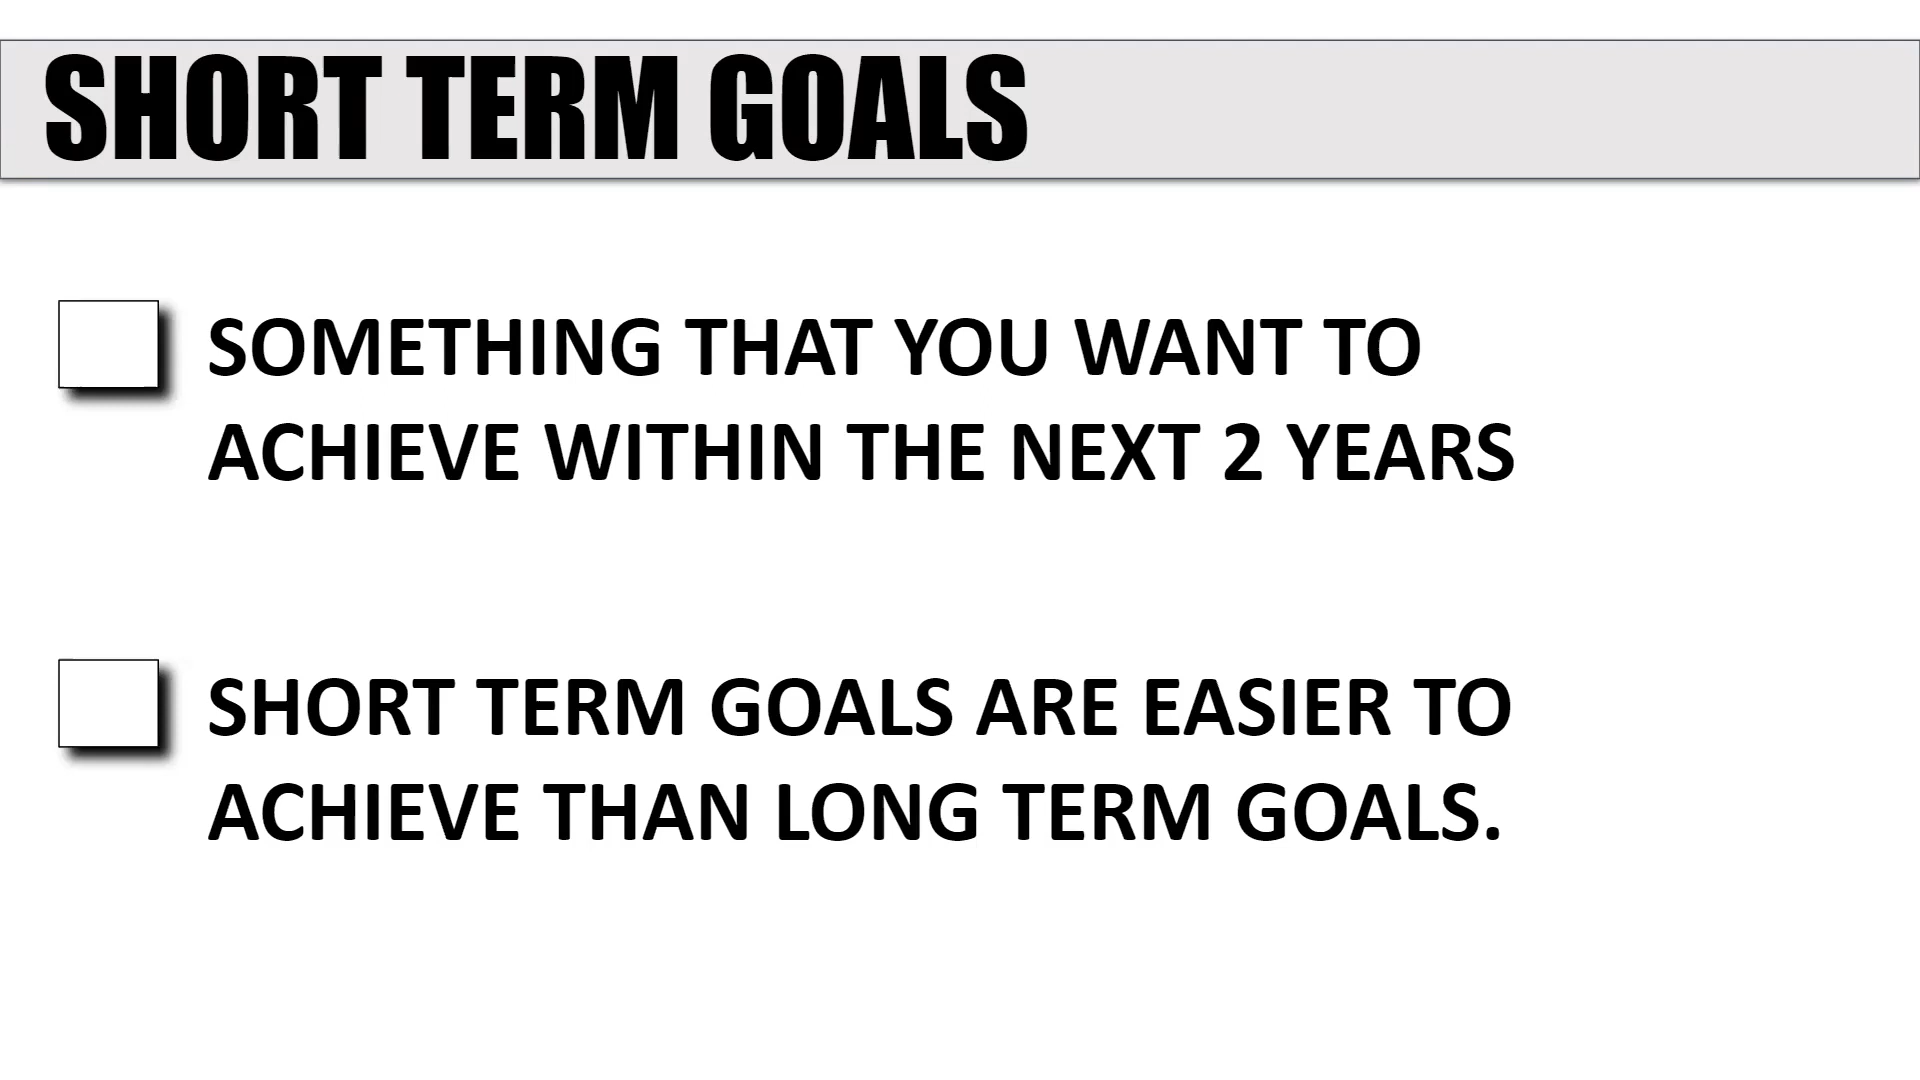 SHORT TERM GOALS
SOMETHING THAT YOU WANT TO
ACHIEVE WITHIN THE NEXT 2 YEARS
SHORT TERM GOALS ARE EASIER TO
ACHIEVE THAN LONG TERM GOALS.